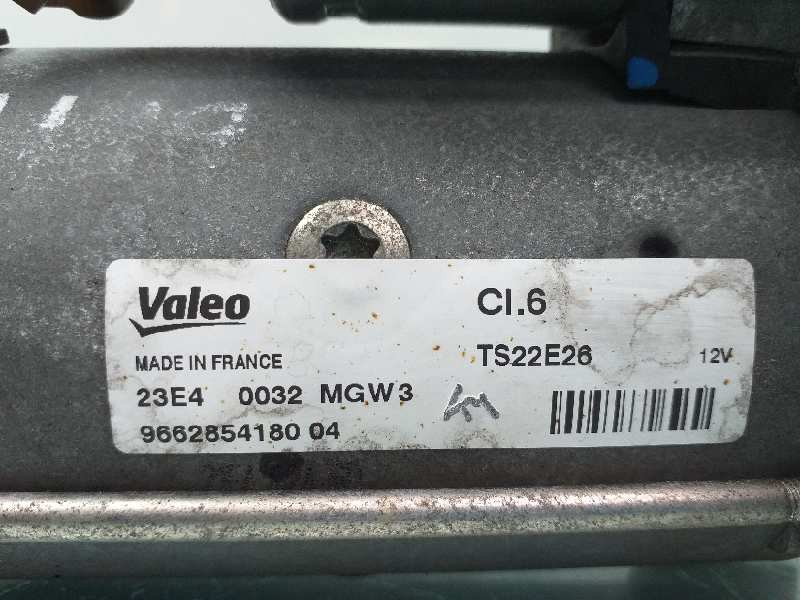 Valeo Cl.6
MADE IN FRANCE TS22E26 12V
23E4 0032 MGW3
9662854180 04